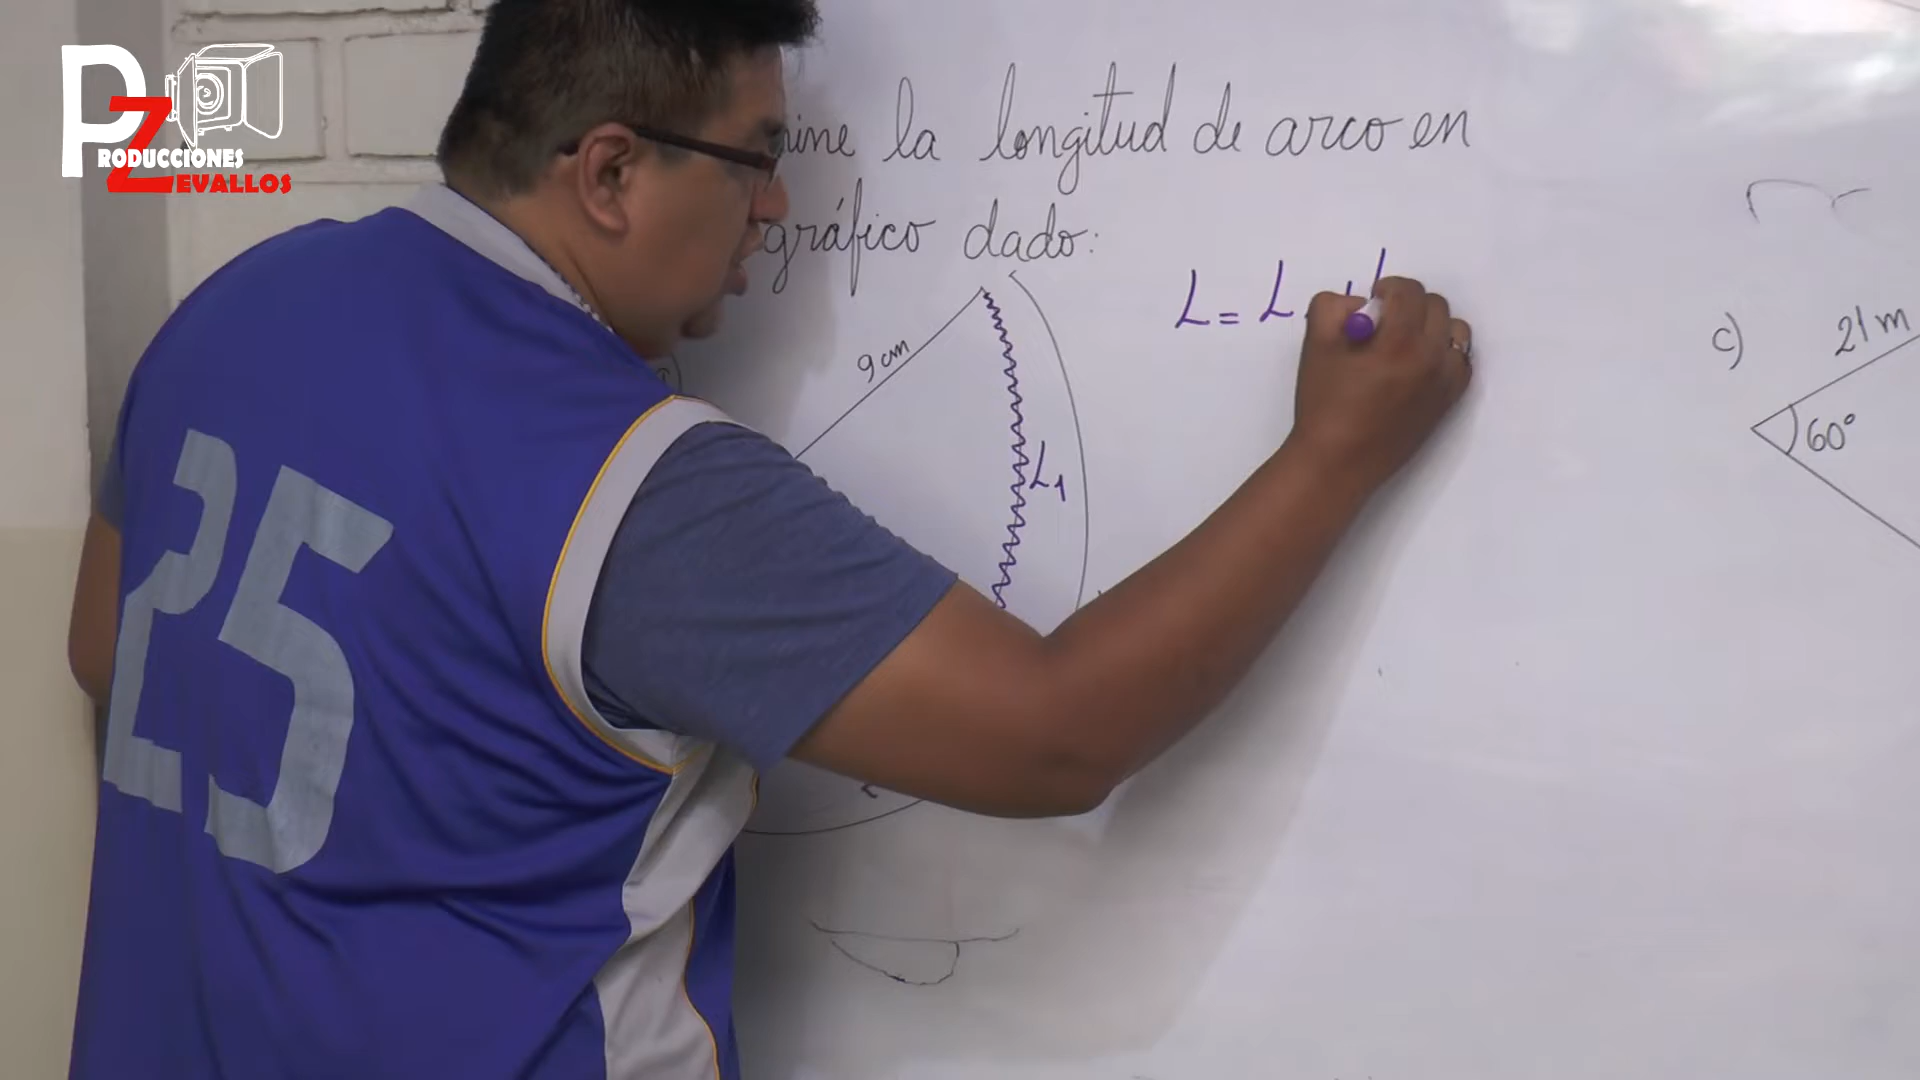 PRODUCCIONES
ZEVALLOS
la longitud de arco en
gráfico dado:
L = L
9 cm
L1
c)
21 m
60°
25